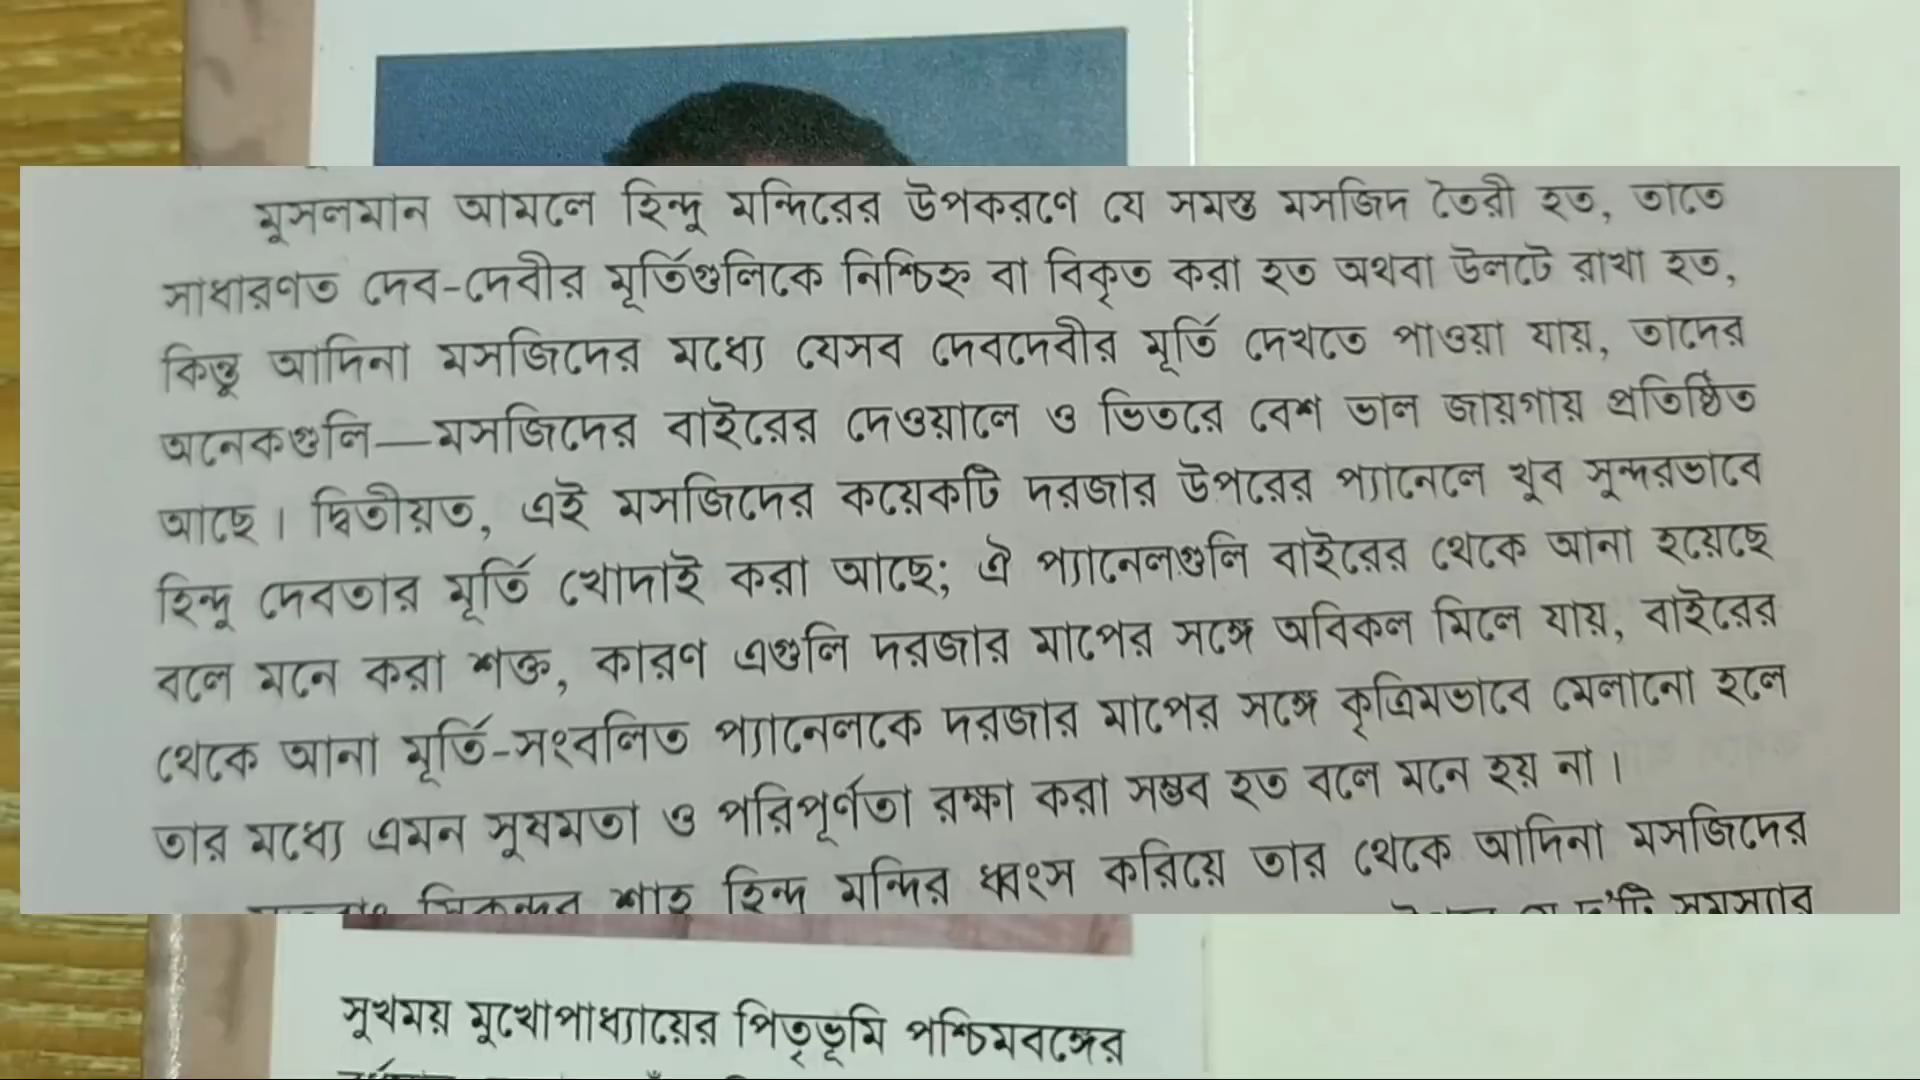 মুসলমান আমলে হিন্দু মন্দিরের উপকরণে যে সমস্ত মসজিদ তৈরী হত, তাতে
সাধারণত দেব-দেবীর মূর্তিগুলিকে নিশ্চিহ্ন বা বিকৃত করা হত অথবা উলটে রাখা হত,
কিন্তু আদিনা মসজিদের মধ্যে যেসব দেবদেবীর মূর্তি দেখতে পাওয়া যায়, তাদের
অনেকগুলি—মসজিদের বাইরের দেওয়ালে ও ভিতরে বেশ ভাল জায়গায় প্রতিষ্ঠিত
আছে। দ্বিতীয়ত, এই মসজিদের কয়েকটি দরজার উপরের প্যানেলে খুব সুন্দরভাবে
হিন্দু দেবতার মূর্তি খোদাই করা আছে; ঐ প্যানেলগুলি বাইরের থেকে আনা হয়েছে
বলে মনে করা শক্ত, কারণ এগুলি দরজার মাপের সঙ্গে অবিকল মিলে যায়, বাইরের
থেকে আনা মূর্তি-সংবলিত প্যানেলকে দরজার মাপের সঙ্গে কৃত্রিমভাবে মেলানো হলে
তার মধ্যে এমন সুষমতা ও পরিপূর্ণতা রক্ষা করা সম্ভব হত বলে মনে হয় না।
সিকন্দর শাহ হিন্দু মন্দির ধ্বংস করিয়ে তার থেকে আদিনা মসজিদের
সমস্যার
সুখময় মুখোপাধ্যায়ের পিতৃভূমি পশ্চিমবঙ্গের